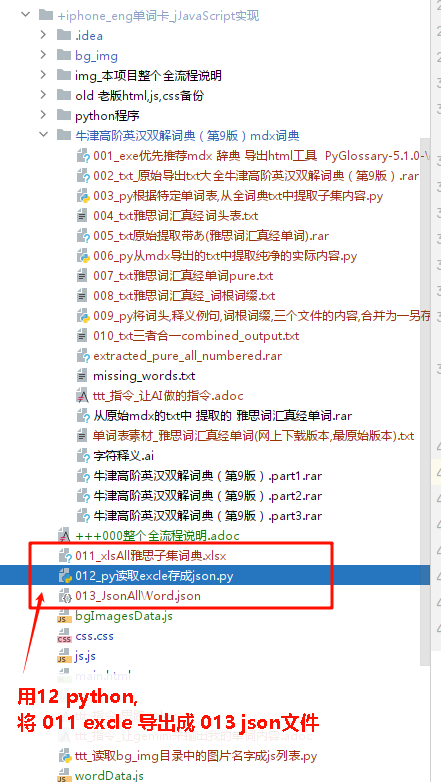 +iphone_eng单词卡_jJavaScript实现
.idea
bg_img
img_本项目整个全流程说明
old 老版html,js,css备份
python程序
牛津高阶英汉双解词典（第9版）mdx词典
001_exe优先推荐mdx 辞典 导出html工具 PyGlossary-5.1.0-
002_txt_原始导出txt大全牛津高阶英汉双解词典（第9版）.rar
003_py根据特定单词表,从全词典txt中提取子集内容.py
004_txt雅思词汇真经词头表.txt
005_txt原始提取带あ(雅思词汇真经单词).rar
006_py从mdx导出的txt中提取纯净的实际内容.py
007_txt雅思词汇真经单词pure.txt
008_txt雅思词汇真经_词根词缀.txt
009_py将词头,释义例句,词根词缀,三个文件的内容,合并为一另存
010_txt三者合一combined_output.txt
extracted_pure_all_numbered.rar
missing_words.txt
ttt_指令_让AI做的指令.adoc
从原始mdx的txt中 提取的 雅思词汇真经单词.rar
单词表素材_雅思词汇真经单词(网上下载版本,最原始版本).txt
字符释义.ai
牛津高阶英汉双解词典（第9版）.part1.rar
牛津高阶英汉双解词典（第9版）.part2.rar
牛津高阶英汉双解词典（第9版）.part3.rar
+++000整个全流程说明.adoc
011_xlsAll雅思子集词典.xlsx
012_py读取excle存成json.py
013_JsonAllWord.json
bgImagesData.js
css.css
js.js
main.html
用12 python,
将 011 excle 导出成 013 json文件
ttt_读取bg_img目录中的图片名字成js列表.py
wordData.js